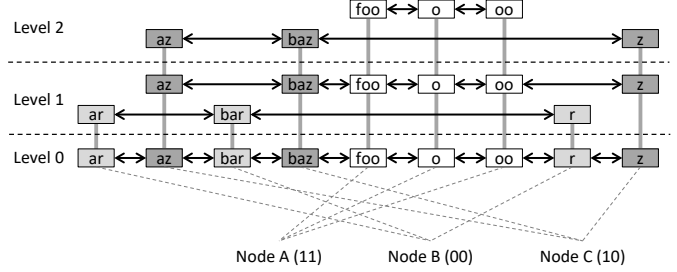 foo o oo
Level 2
az baz z
az baz foo o oo z
Level 1
ar bar r
Level 0
ar az bar baz foo o oo r z
Node A (11) Node B (00) Node C (10)